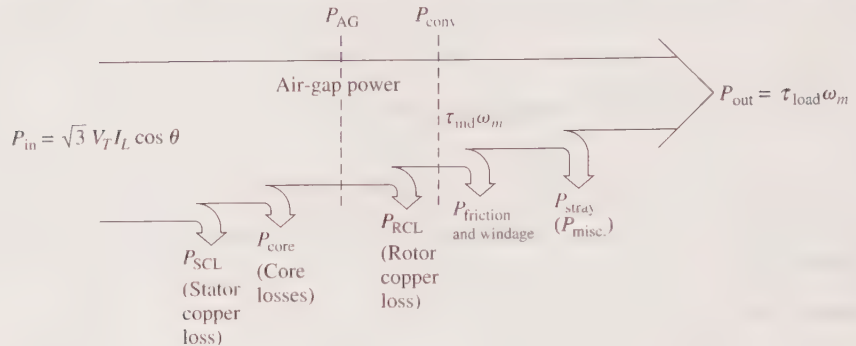 P_AG
P_conv
Air-gap power
P_out = τ_load ω_m
τ_ind ω_m
P_in = √3 V_T I_L cos θ
P_SCL
(Stator
copper
loss)
P_core
(Core
losses)
P_RCL
(Rotor
copper
loss)
P_friction
and windage
P_stray
(P_misc.)